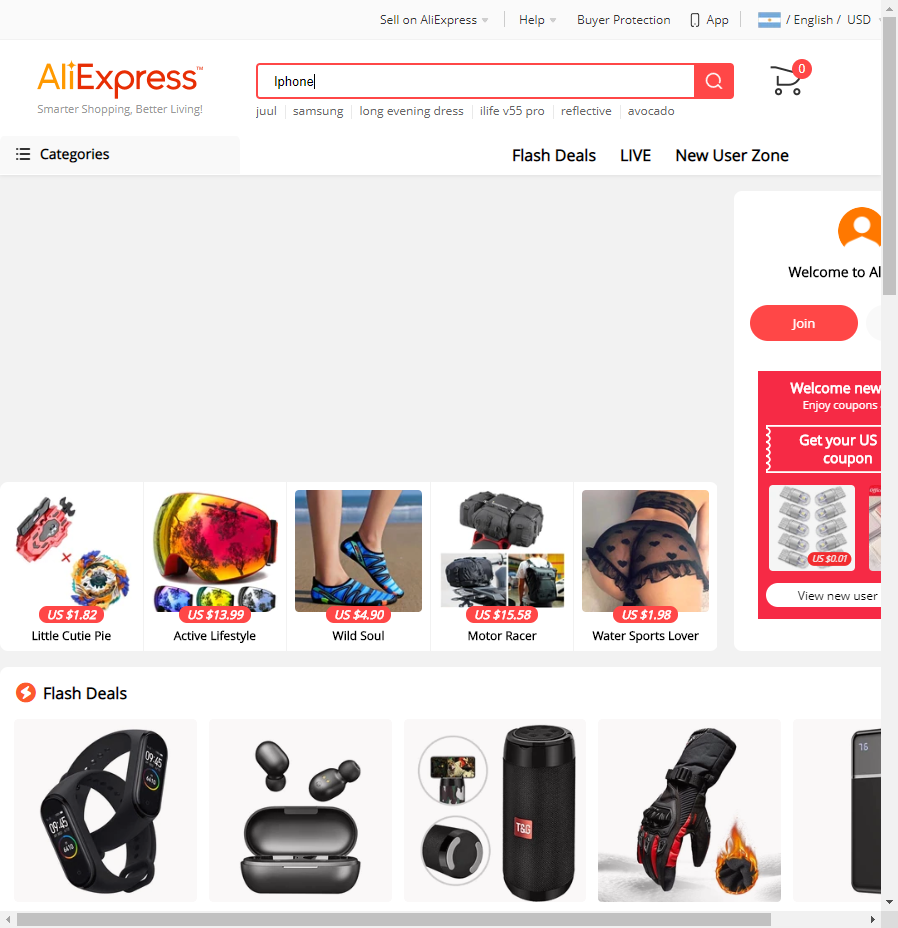 Sell on AliExpress
Help
Buyer Protection
App
/ English / USD
AliExpress™
Smarter Shopping, Better Living!
Iphone
0
juul
samsung
long evening dress
ilife v55 pro
reflective
avocado
Categories
Flash Deals
LIVE
New User Zone
Welcome to Al
Join
Welcome new
Enjoy coupons
Get your US
coupon
US $0.01
View new user
US $1.82
US $13.99
US $4.90
US $15.58
US $1.98
Little Cutie Pie
Active Lifestyle
Wild Soul
Motor Racer
Water Sports Lover
Flash Deals
09:45
09:45
T&G